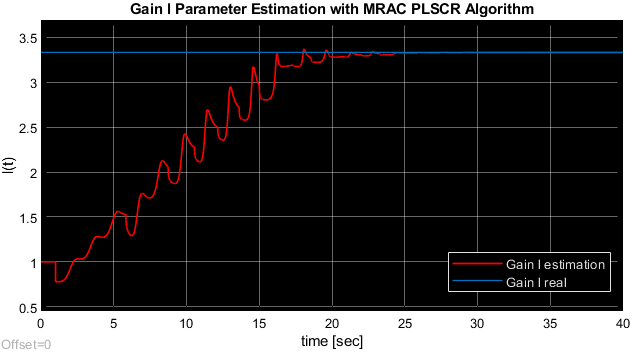 Gain l Parameter Estimation with MRAC PLSCR Algorithm
3.5
3
2.5
2
1.5
1
0.5
l(t)
Gain l estimation
Gain l real
0 5 10 15 20 25 30 35 40
time [sec]
Offset=0